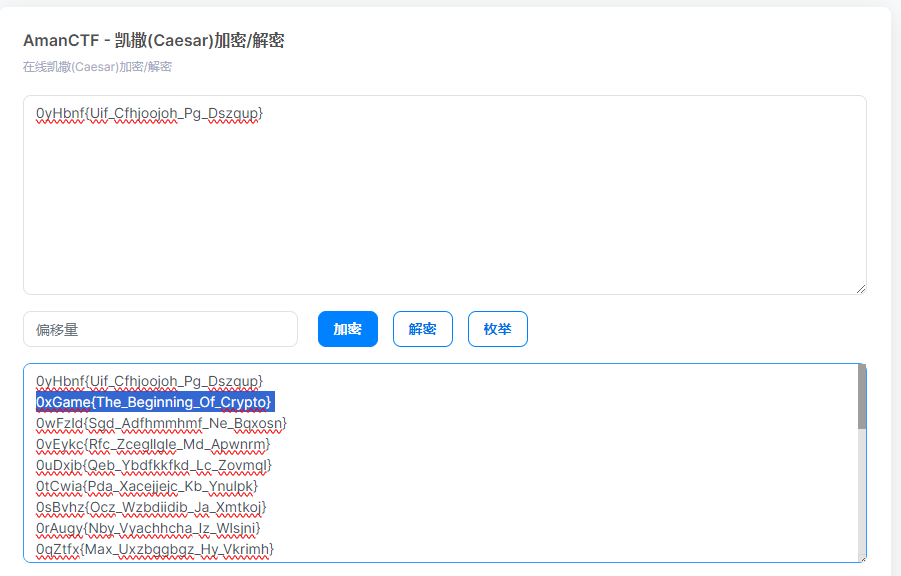 AmanCTF - 凯撒(Caesar)加密/解密
在线凯撒(Caesar)加密/解密
0yHbnf{Uif_Cfhjoojoh_Pg_Dszqup}
偏移量 加密 解密 枚举
0yHbnf{Uif_Cfhjoojoh_Pg_Dszqup}
0xGame{The_Beginning_Of_Crypto}
0wFzld{Sgd_Adfhmmhmf_Ne_Bqxosn}
0vEykc{Rfc_Zcegllgle_Md_Apwnrm}
0uDxjb{Qeb_Ybdfkkfkd_Lc_Zovmql}
0tCwia{Pda_Xacejjejc_Kb_Ynulpk}
0sBvhz{Ocz_Wzbdiidib_Ja_Xmtkoj}
0rAugy{Nby_Vyachhcha_Iz_Wlsjni}
0qZtfx{Max_Uxzbggbgz_Hy_Vkrimh}